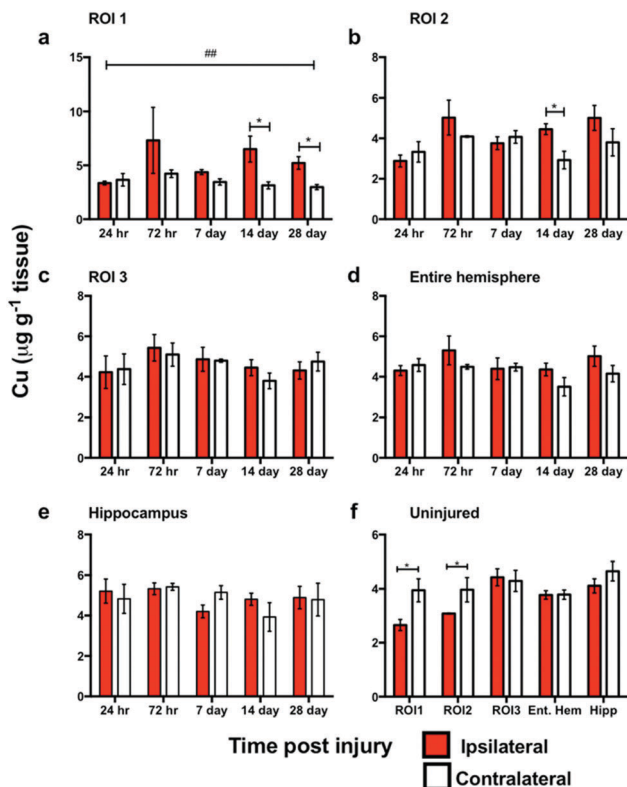 ROI 1
ROI 2
a
b
15
10
5
0
##
*
*
24 hr 72 hr 7 day 14 day 28 day
8
6
4
2
0
*
24 hr 72 hr 7 day 14 day 28 day
Cu (µg g-1 tissue)
c
ROI 3
d
Entire hemisphere
8
6
4
2
0
24 hr 72 hr 7 day 14 day 28 day
8
6
4
2
0
24 hr 72 hr 7 day 14 day 28 day
e
Hippocampus
f
Uninjured
8
6
4
2
0
24 hr 72 hr 7 day 14 day 28 day
8
6
4
2
0
*
*
ROI1 ROI2 ROI3 Ent. Hem Hipp
Time post injury
Ipsilateral
Contralateral